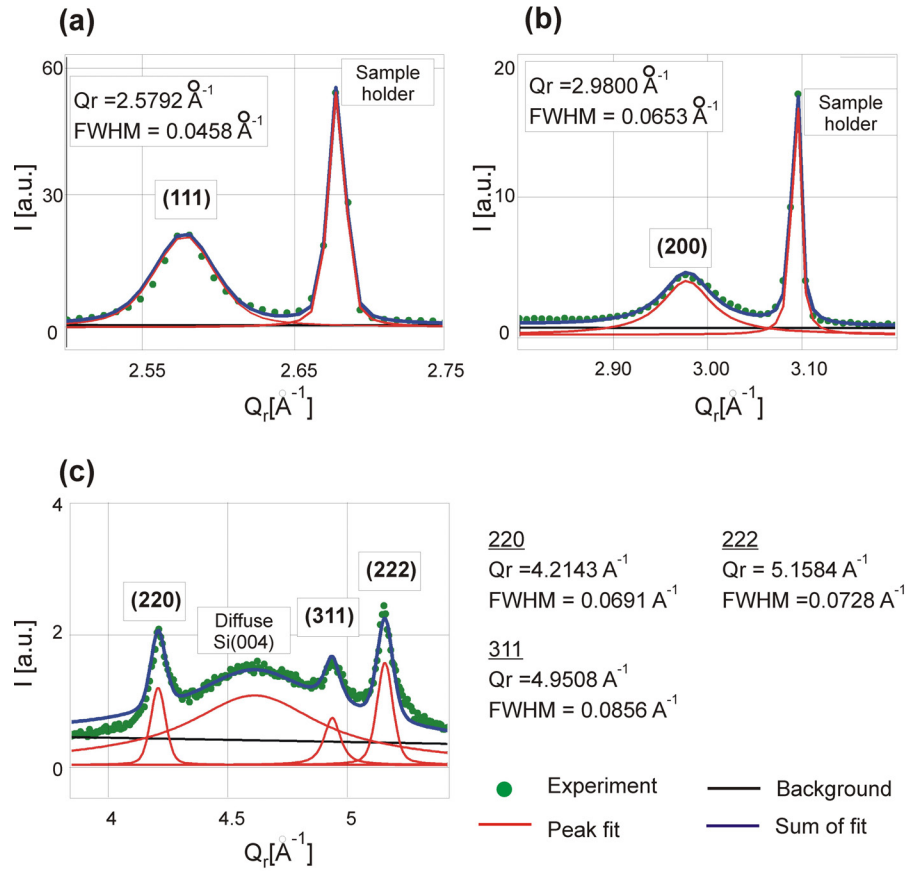 (a)
60
30
0
I [a.u.]
Qr =2.5792 Å⁻¹
FWHM = 0.0458 Å⁻¹
Sample
holder
(111)
2.55
2.65
2.75
Qr[Å⁻¹]
(b)
20
10
0
I [a.u.]
Qr =2.9800 Å⁻¹
FWHM = 0.0653 Å⁻¹
Sample
holder
(200)
2.90
3.00
3.10
Qr[Å⁻¹]
(c)
4
2
0
I [a.u.]
(220)
Diffuse
Si(004)
(311)
(222)
4
4.5
5
Qr[Å⁻¹]
220
Qr =4.2143 A⁻¹
FWHM = 0.0691 A⁻¹
222
Qr = 5.1584 A⁻¹
FWHM =0.0728 A⁻¹
311
Qr =4.9508 A⁻¹
FWHM = 0.0856 A⁻¹
Experiment
Background
Peak fit
Sum of fit